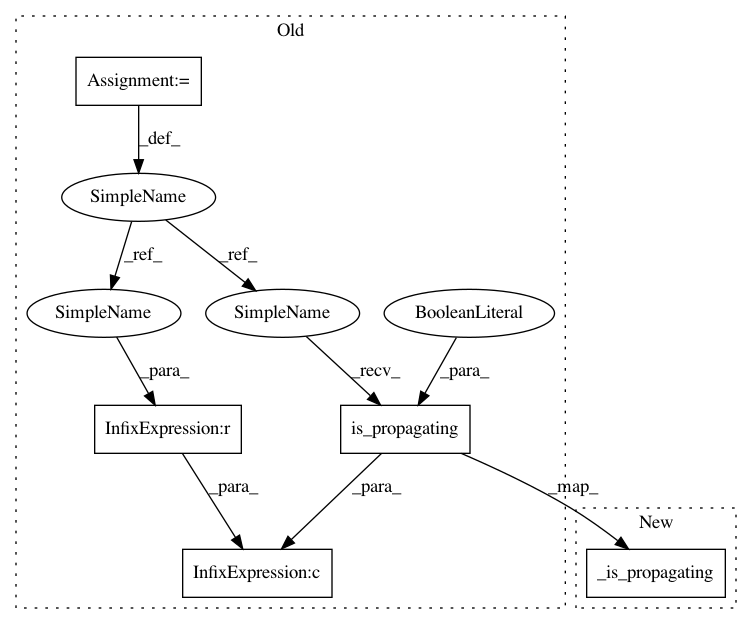 Old
Assignment:=
_def_
SimpleName
_ref_
_ref_
SimpleName
SimpleName
BooleanLiteral
_para_
_recv_
_para_
InfixExpression:r
is_propagating
_para_
_para_
_map_
New
InfixExpression:c
_is_propagating